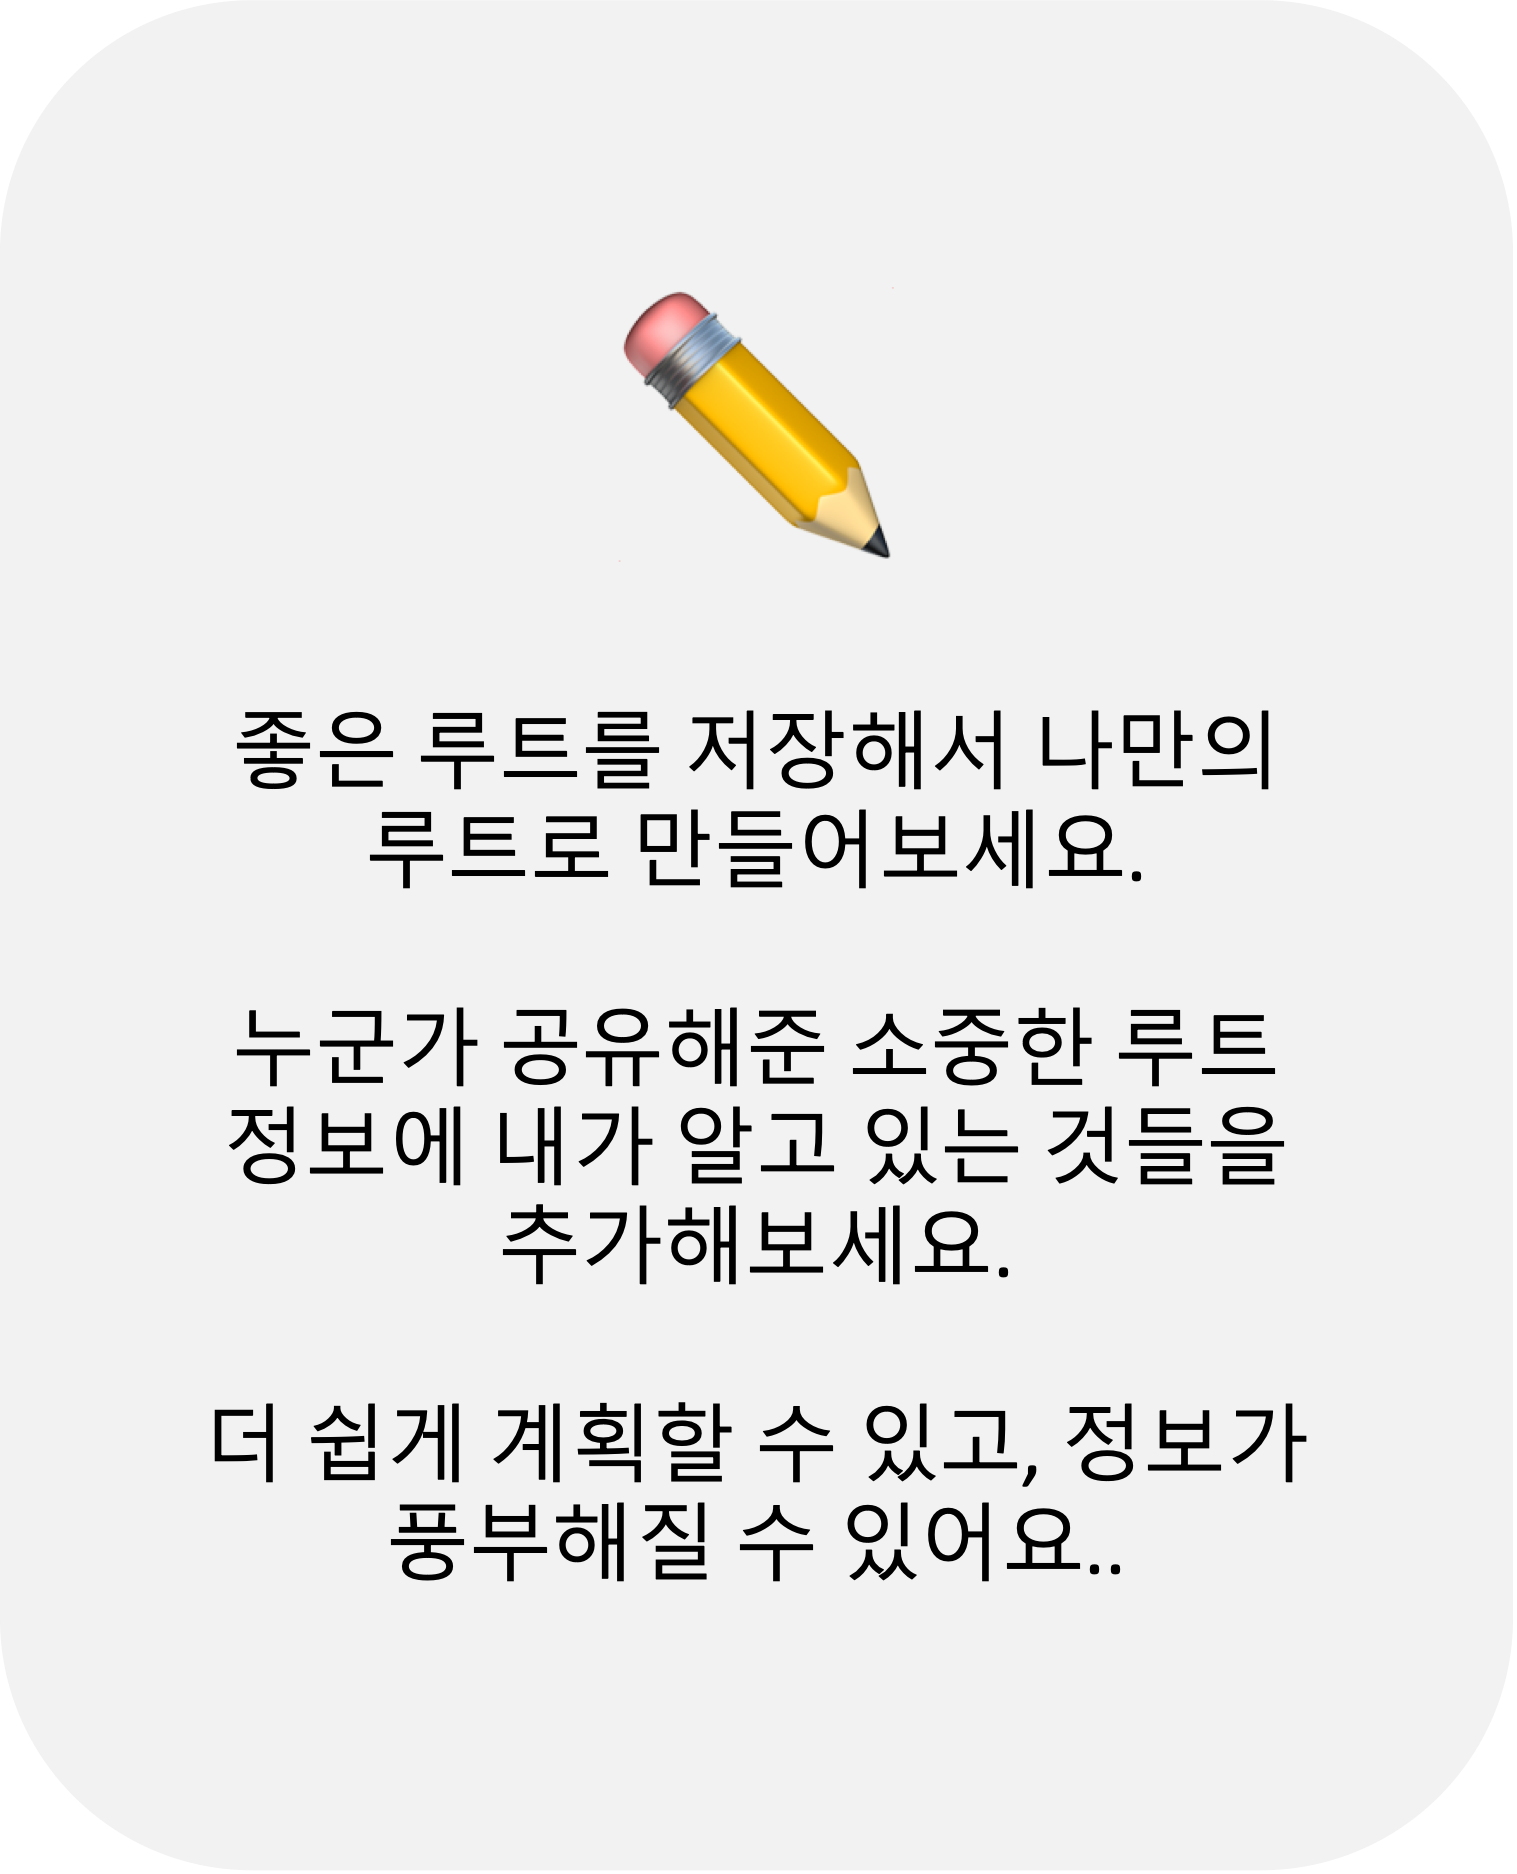 좋은 루트를 저장해서 나만의
루트로 만들어보세요.
누군가 공유해준 소중한 루트
정보에 내가 알고 있는 것들을
추가해보세요.
더 쉽게 계획할 수 있고, 정보가
풍부해질 수 있어요..